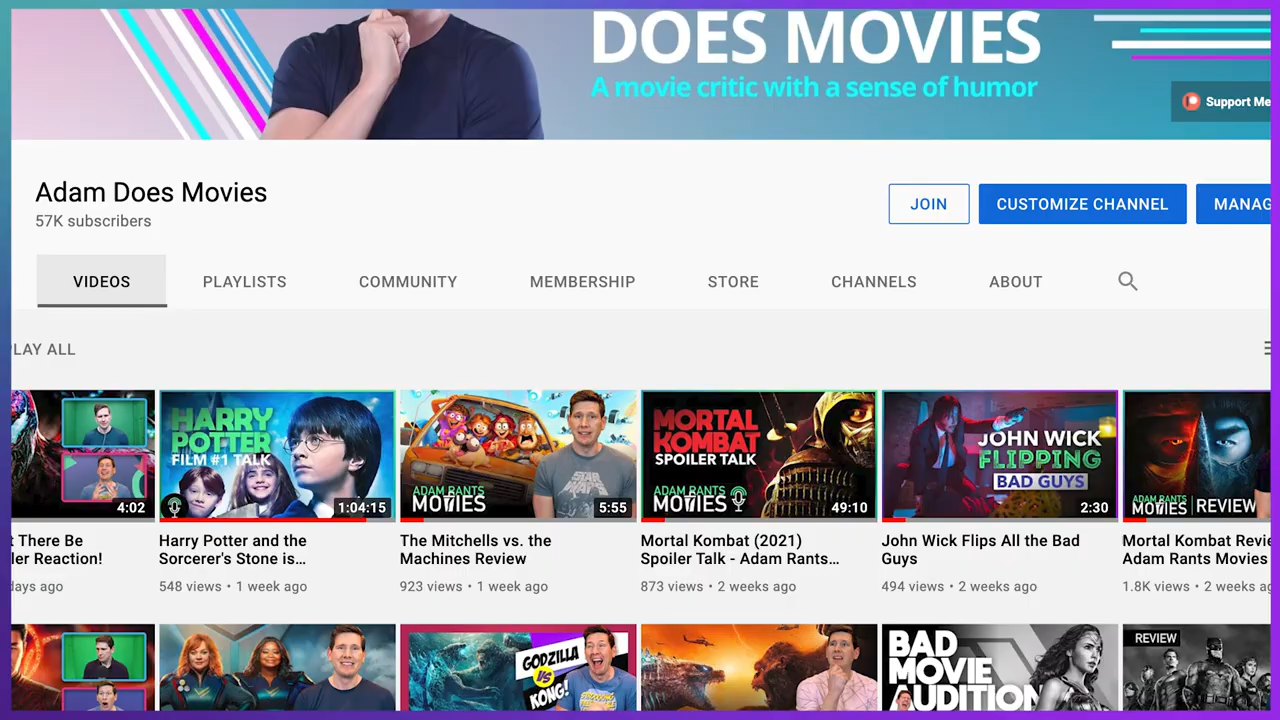 DOES MOVIES
A movie critic with a sense of humor
Support Me
Adam Does Movies
57K subscribers
JOIN
CUSTOMIZE CHANNEL
MANAG
VIDEOS
PLAYLISTS
COMMUNITY
MEMBERSHIP
STORE
CHANNELS
ABOUT
PLAY ALL
4:02
HARRY
POTTER
FILM #1 TALK
1:04:15
ADAM RANTS
MOVIES
STAR
5:55
MORTAL
KOMBAT
SPOILER TALK
ADAM RANTS
MOVIES
49:10
JOHN WICK
FLIPPING
BAD GUYS
2:30
ADAM RANTS
MOVIES
REVIEW
t There Be
ler Reaction!
days ago
Harry Potter and the
Sorcerer's Stone is...
548 views • 1 week ago
The Mitchells vs. the
Machines Review
923 views • 1 week ago
Mortal Kombat (2021)
Spoiler Talk - Adam Rants...
873 views • 2 weeks ago
John Wick Flips All the Bad
Guys
494 views • 2 weeks ago
Mortal Kombat Revie
Adam Rants Movies
1.8K views • 2 weeks ag
GODZILLA
VS
KONG!
BAD
MOVIE
AUDITION
REVIEW